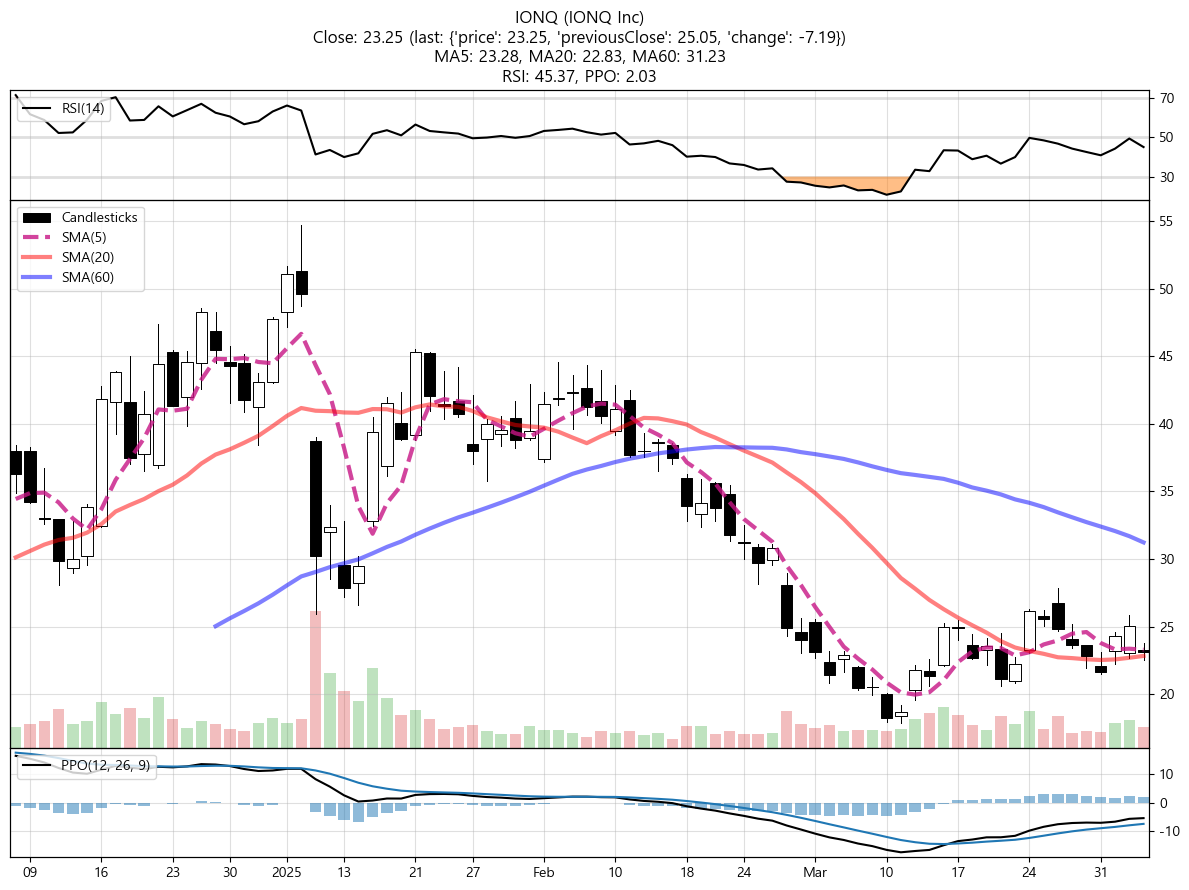 IONQ (IONQ Inc)
Close: 23.25 (last: {'price': 23.25, 'previousClose': 25.05, 'change': -7.19})
MA5: 23.28, MA20: 22.83, MA60: 31.23
RSI: 45.37, PPO: 2.03
RSI(14)
70
50
30
Candlesticks
SMA(5)
SMA(20)
SMA(60)
55
50
45
40
35
30
25
20
PPO(12, 26, 9)
10
0
-10
09 16 23 30 2025 13 21 27 Feb 10 18 24 Mar 10 17 24 31